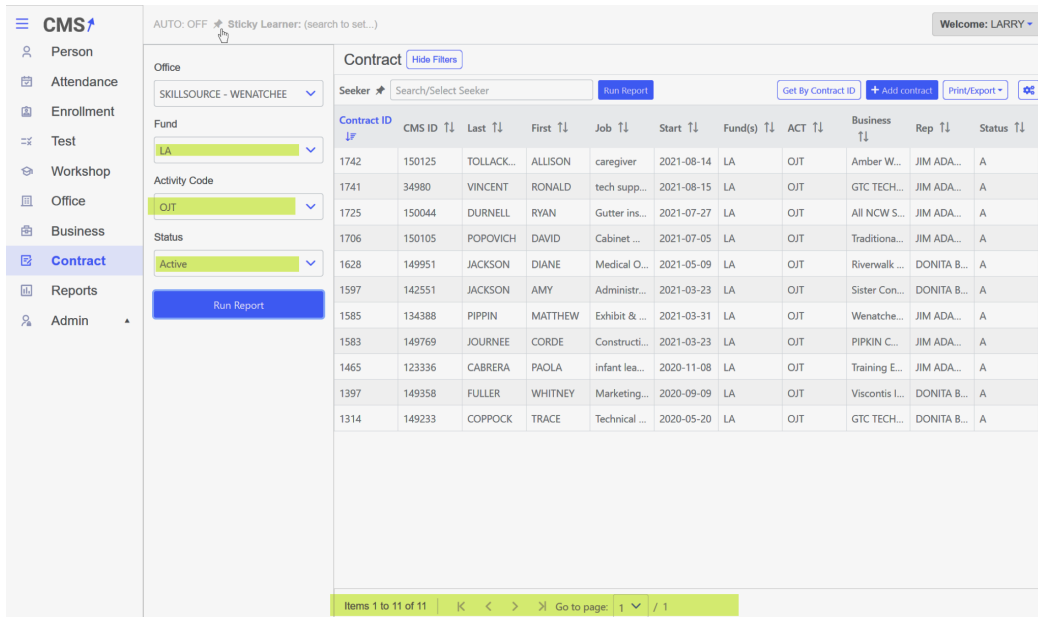 CMS
AUTO: OFF Sticky Learner: (search to set...)
Welcome: LARRY
Person
Attendance
Enrollment
Test
Workshop
Office
Business
Contract
Reports
Admin
Office
SKILLSOURCE - WENATCHEE
Fund
LA
Activity Code
OJT
Status
Active
Run Report
Contract Hide Filters
Seeker Search/Select Seeker Run Report Get By Contract ID + Add contract Print/Export
Contract ID CMS ID Last First Job Start Fund(s) ACT Business Rep Status
1742 150125 TOLLACK... ALLISON caregiver 2021-08-14 LA OJT Amber W... JIM ADA... A
1741 34980 VINCENT RONALD tech supp... 2021-08-15 LA OJT GTC TECH... JIM ADA... A
1725 150044 DURNELL RYAN Gutter ins... 2021-07-27 LA OJT All NCW S... JIM ADA... A
1706 150105 POPOVICH DAVID Cabinet ... 2021-07-05 LA OJT Traditiona... JIM ADA... A
1628 149951 JACKSON DIANE Medical O... 2021-05-09 LA OJT Riverwalk ... DONITA B... A
1597 142551 JACKSON AMY Administr... 2021-03-23 LA OJT Sister Con... DONITA B... A
1585 134388 PIPPIN MATTHEW Exhibit & ... 2021-03-31 LA OJT Wenatche... JIM ADA... A
1583 149769 JOURNEE CORDE Constructi... 2021-03-23 LA OJT PIPKIN C... JIM ADA... A
1465 123336 CABRERA PAOLA infant lea... 2020-11-08 LA OJT Training E... JIM ADA... A
1397 149358 FULLER WHITNEY Marketing... 2020-09-09 LA OJT Viscontis I... DONITA B... A
1314 149233 COPPOCK TRACE Technical ... 2020-05-20 LA OJT GTC TECH... DONITA B... A
Items 1 to 11 of 11 Go to page: 1 / 1